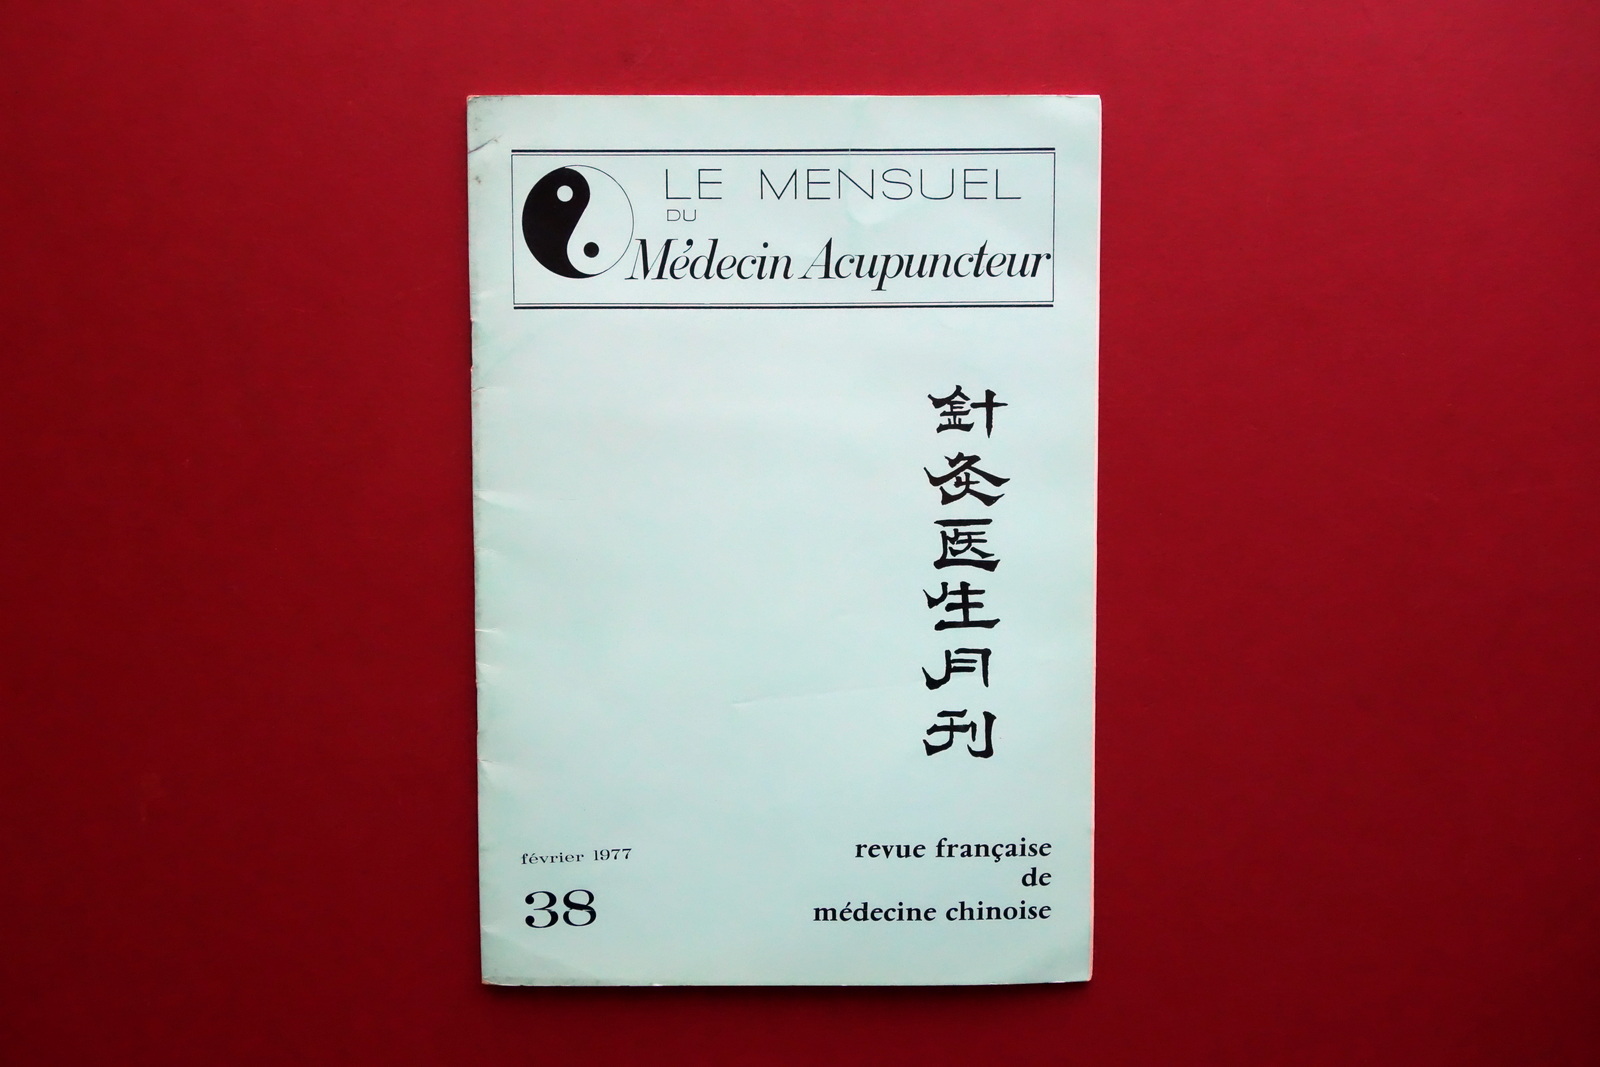 LE MENSUEL
DU
Médecin Acupuncteur
針灸医生月刊
février 1977
38
revue française
de
médecine chinoise